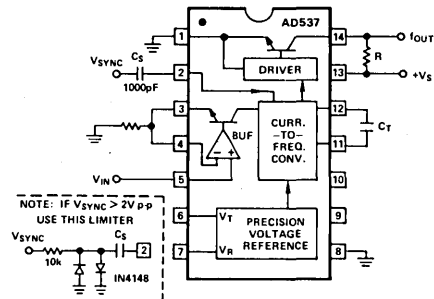 AD537
1
14
fOUT
R
DRIVER
VSYNC
CS
1000pF
2
13
+VS
3
12
CURR.
–TO–
FREQ.
CONV.
CT
BUF
4
11
– +
VIN
5
10
NOTE: IF VSYNC > 2V p-p
USE THIS LIMITER
6
VT
PRECISION
VOLTAGE
REFERENCE
9
VSYNC
CS
2
7
VR
8
10k
IN4148